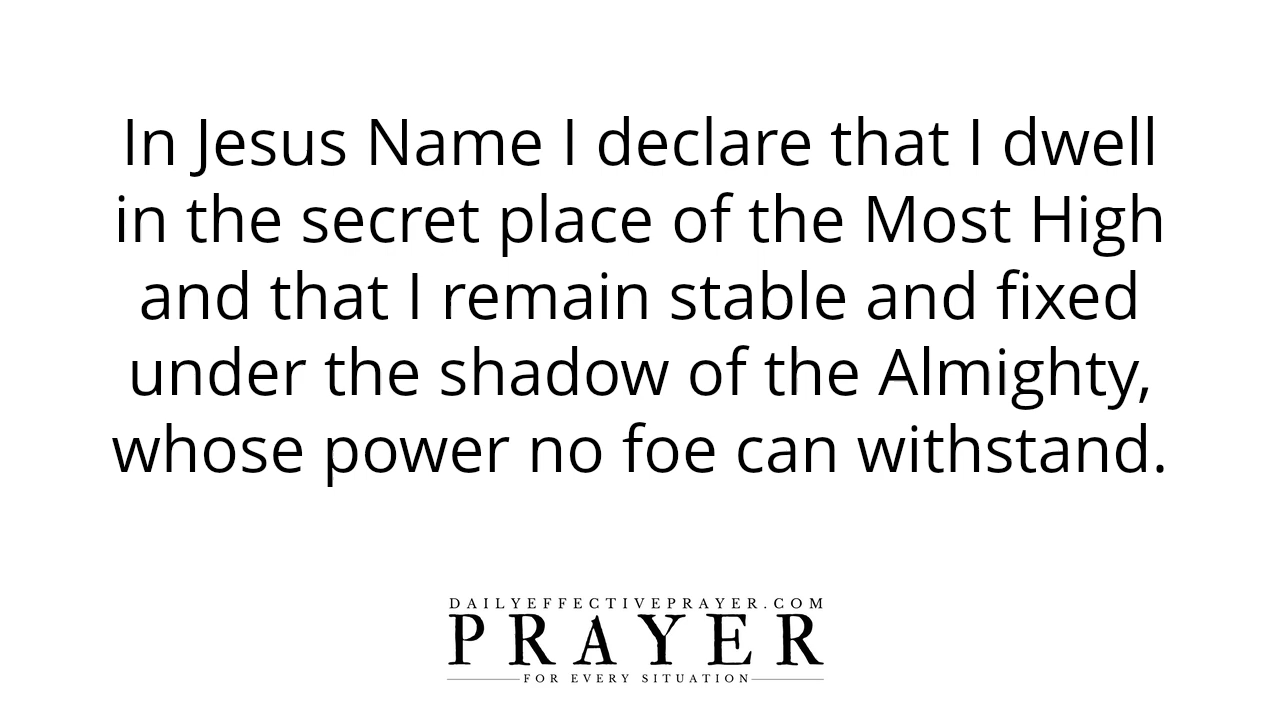 In Jesus Name I declare that I dwell
in the secret place of the Most High
and that I remain stable and fixed
under the shadow of the Almighty,
whose power no foe can withstand.
DAILYEFFECTIVEPRAYER.COM
PRAYER
FOR EVERY SITUATION